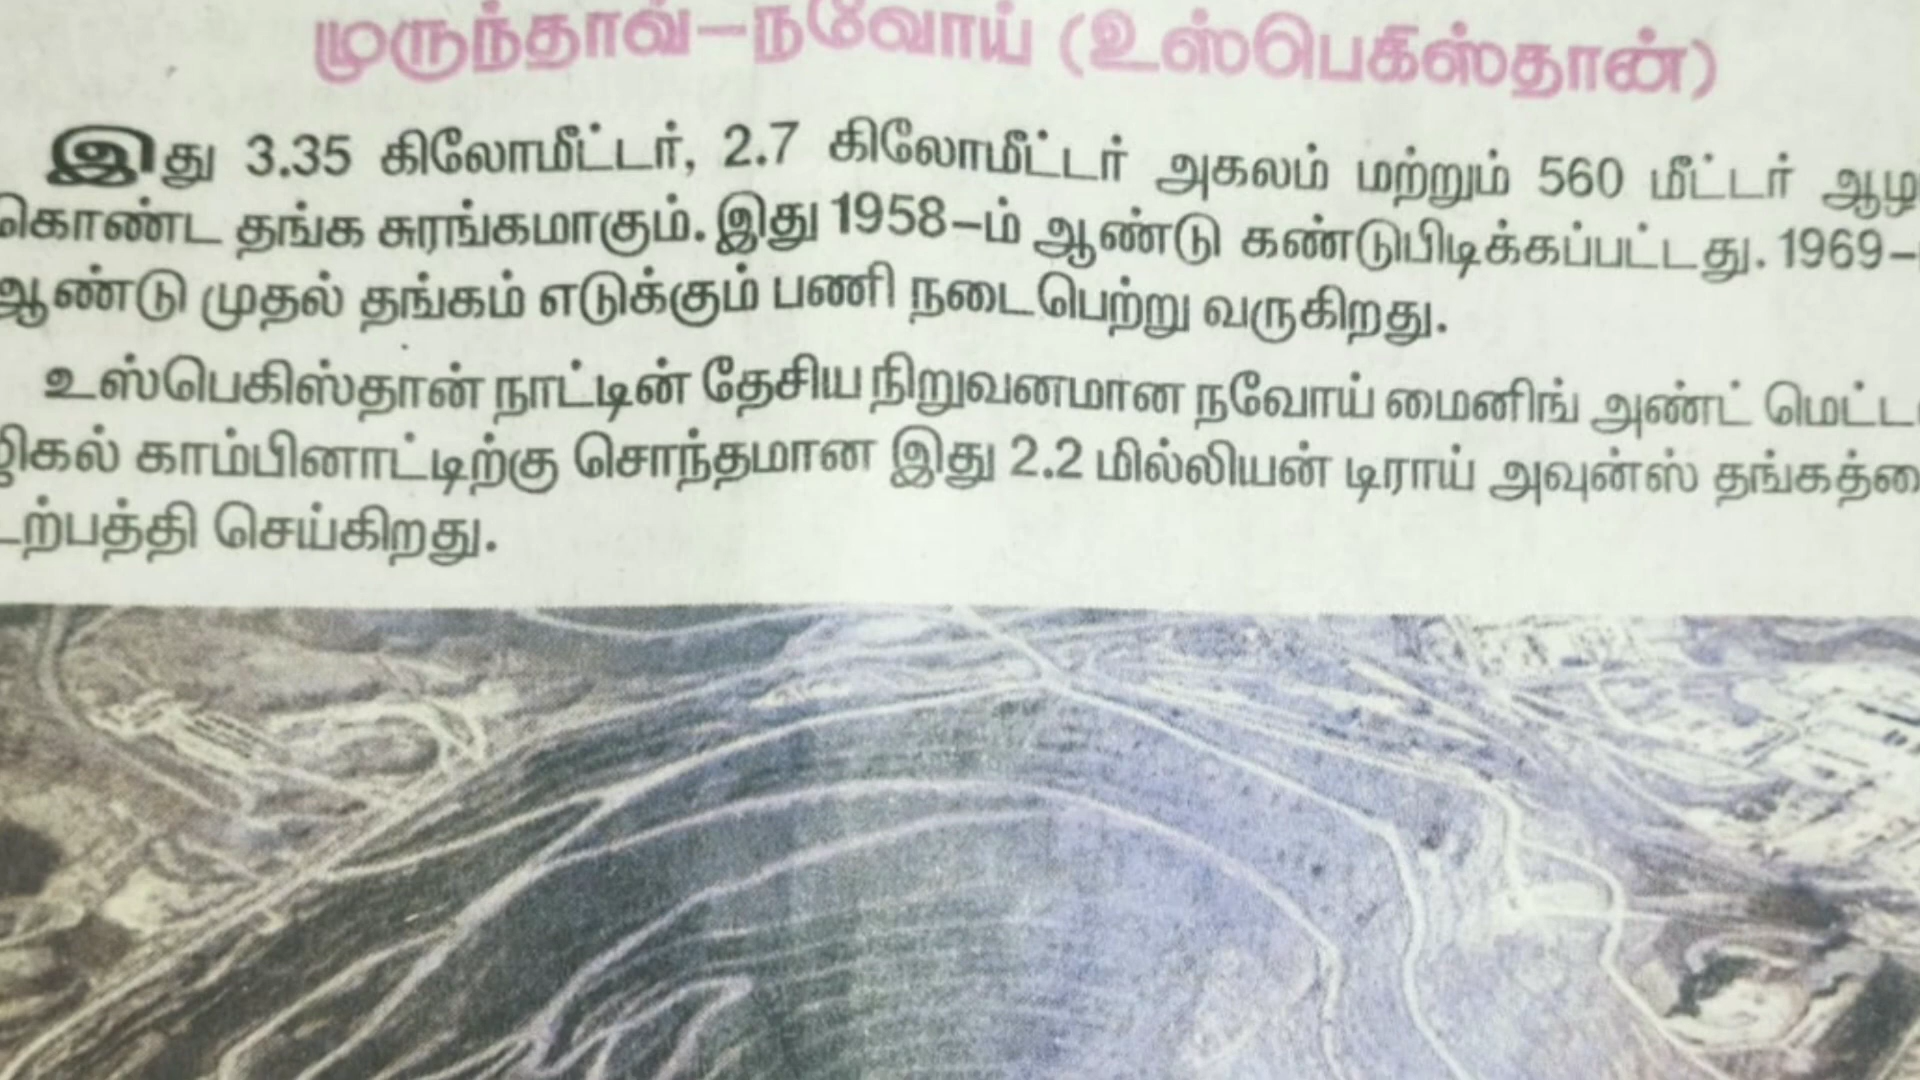 முருந்தாவ்–நவோய் (உஸ்பெகிஸ்தான்)
இது 3.35 கிலோமீட்டர், 2.7 கிலோமீட்டர் அகலம் மற்றும் 560 மீட்டர்
கொண்ட தங்க சுரங்கமாகும். இது 1958–ம் ஆண்டு கண்டுபிடிக்கப்பட்டது. 1969–
ஆண்டு முதல் தங்கம் எடுக்கும் பணி நடைபெற்று வருகிறது.
உஸ்பெகிஸ்தான் நாட்டின் தேசிய நிறுவனமான நவோய் மைனிங் அண்ட்
காம்பினாட்டிற்கு சொந்தமான இது 2.2 மில்லியன் டிராய் அவுன்ஸ்
செய்கிறது.